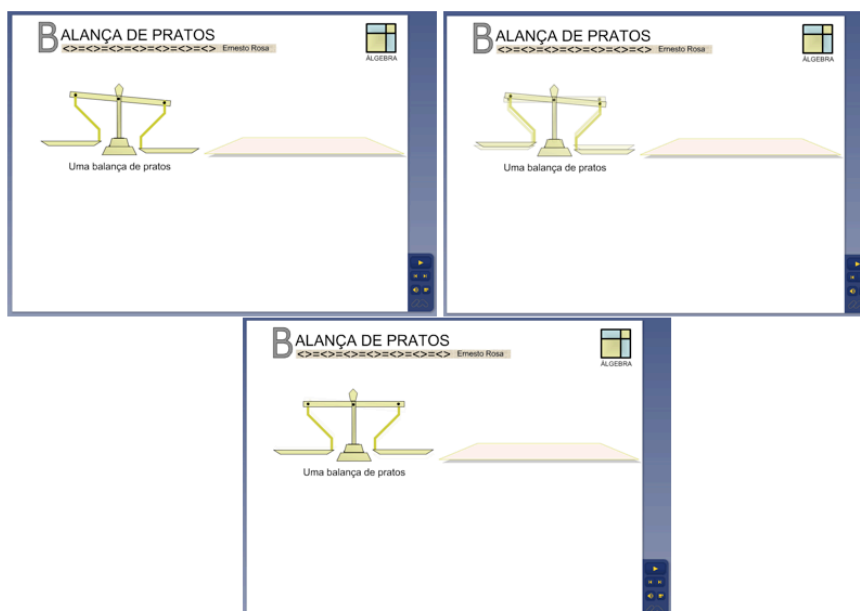 BALANÇA DE PRATOS
<>=<>=<>=<>=<>=<>=<> Ernesto Rosa
ÁLGEBRA
Uma balança de pratos
BALANÇA DE PRATOS
<>=<>=<>=<>=<>=<>=<> Ernesto Rosa
ÁLGEBRA
Uma balança de pratos
BALANÇA DE PRATOS
<>=<>=<>=<>=<>=<>=<> Ernesto Rosa
ÁLGEBRA
Uma balança de pratos